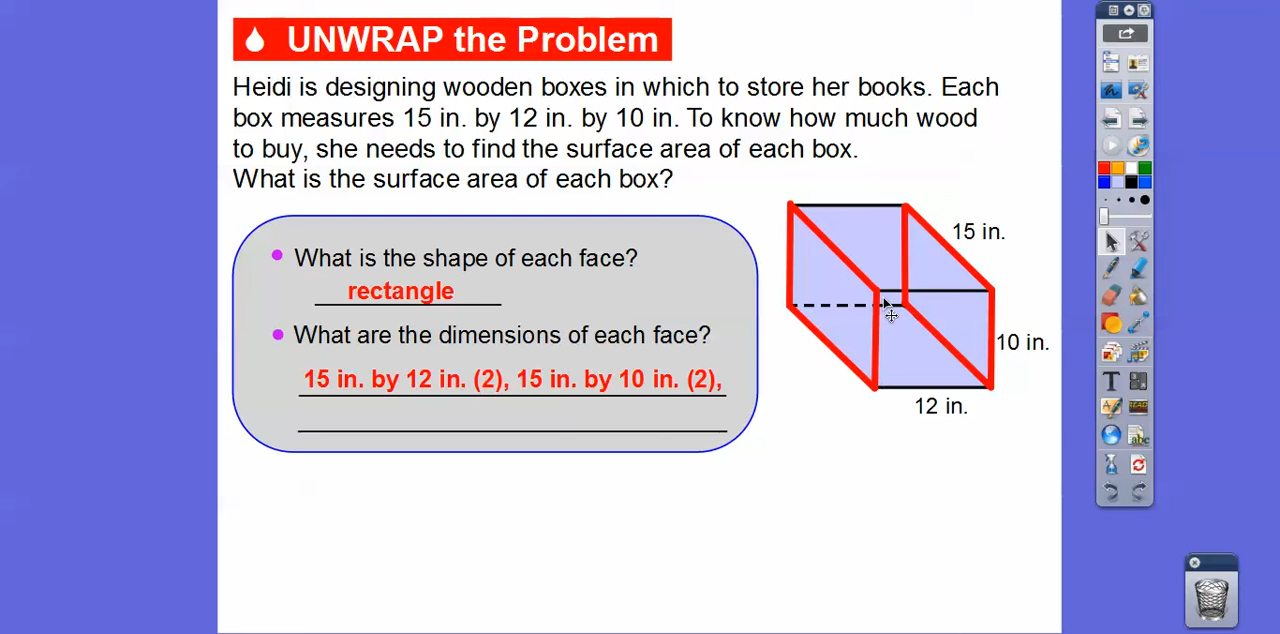 UNWRAP the Problem
Heidi is designing wooden boxes in which to store her books. Each
box measures 15 in. by 12 in. by 10 in. To know how much wood
to buy, she needs to find the surface area of each box.
What is the surface area of each box?
• What is the shape of each face?
rectangle
• What are the dimensions of each face?
15 in. by 12 in. (2), 15 in. by 10 in. (2),
15 in.
10 in.
12 in.
T
abc